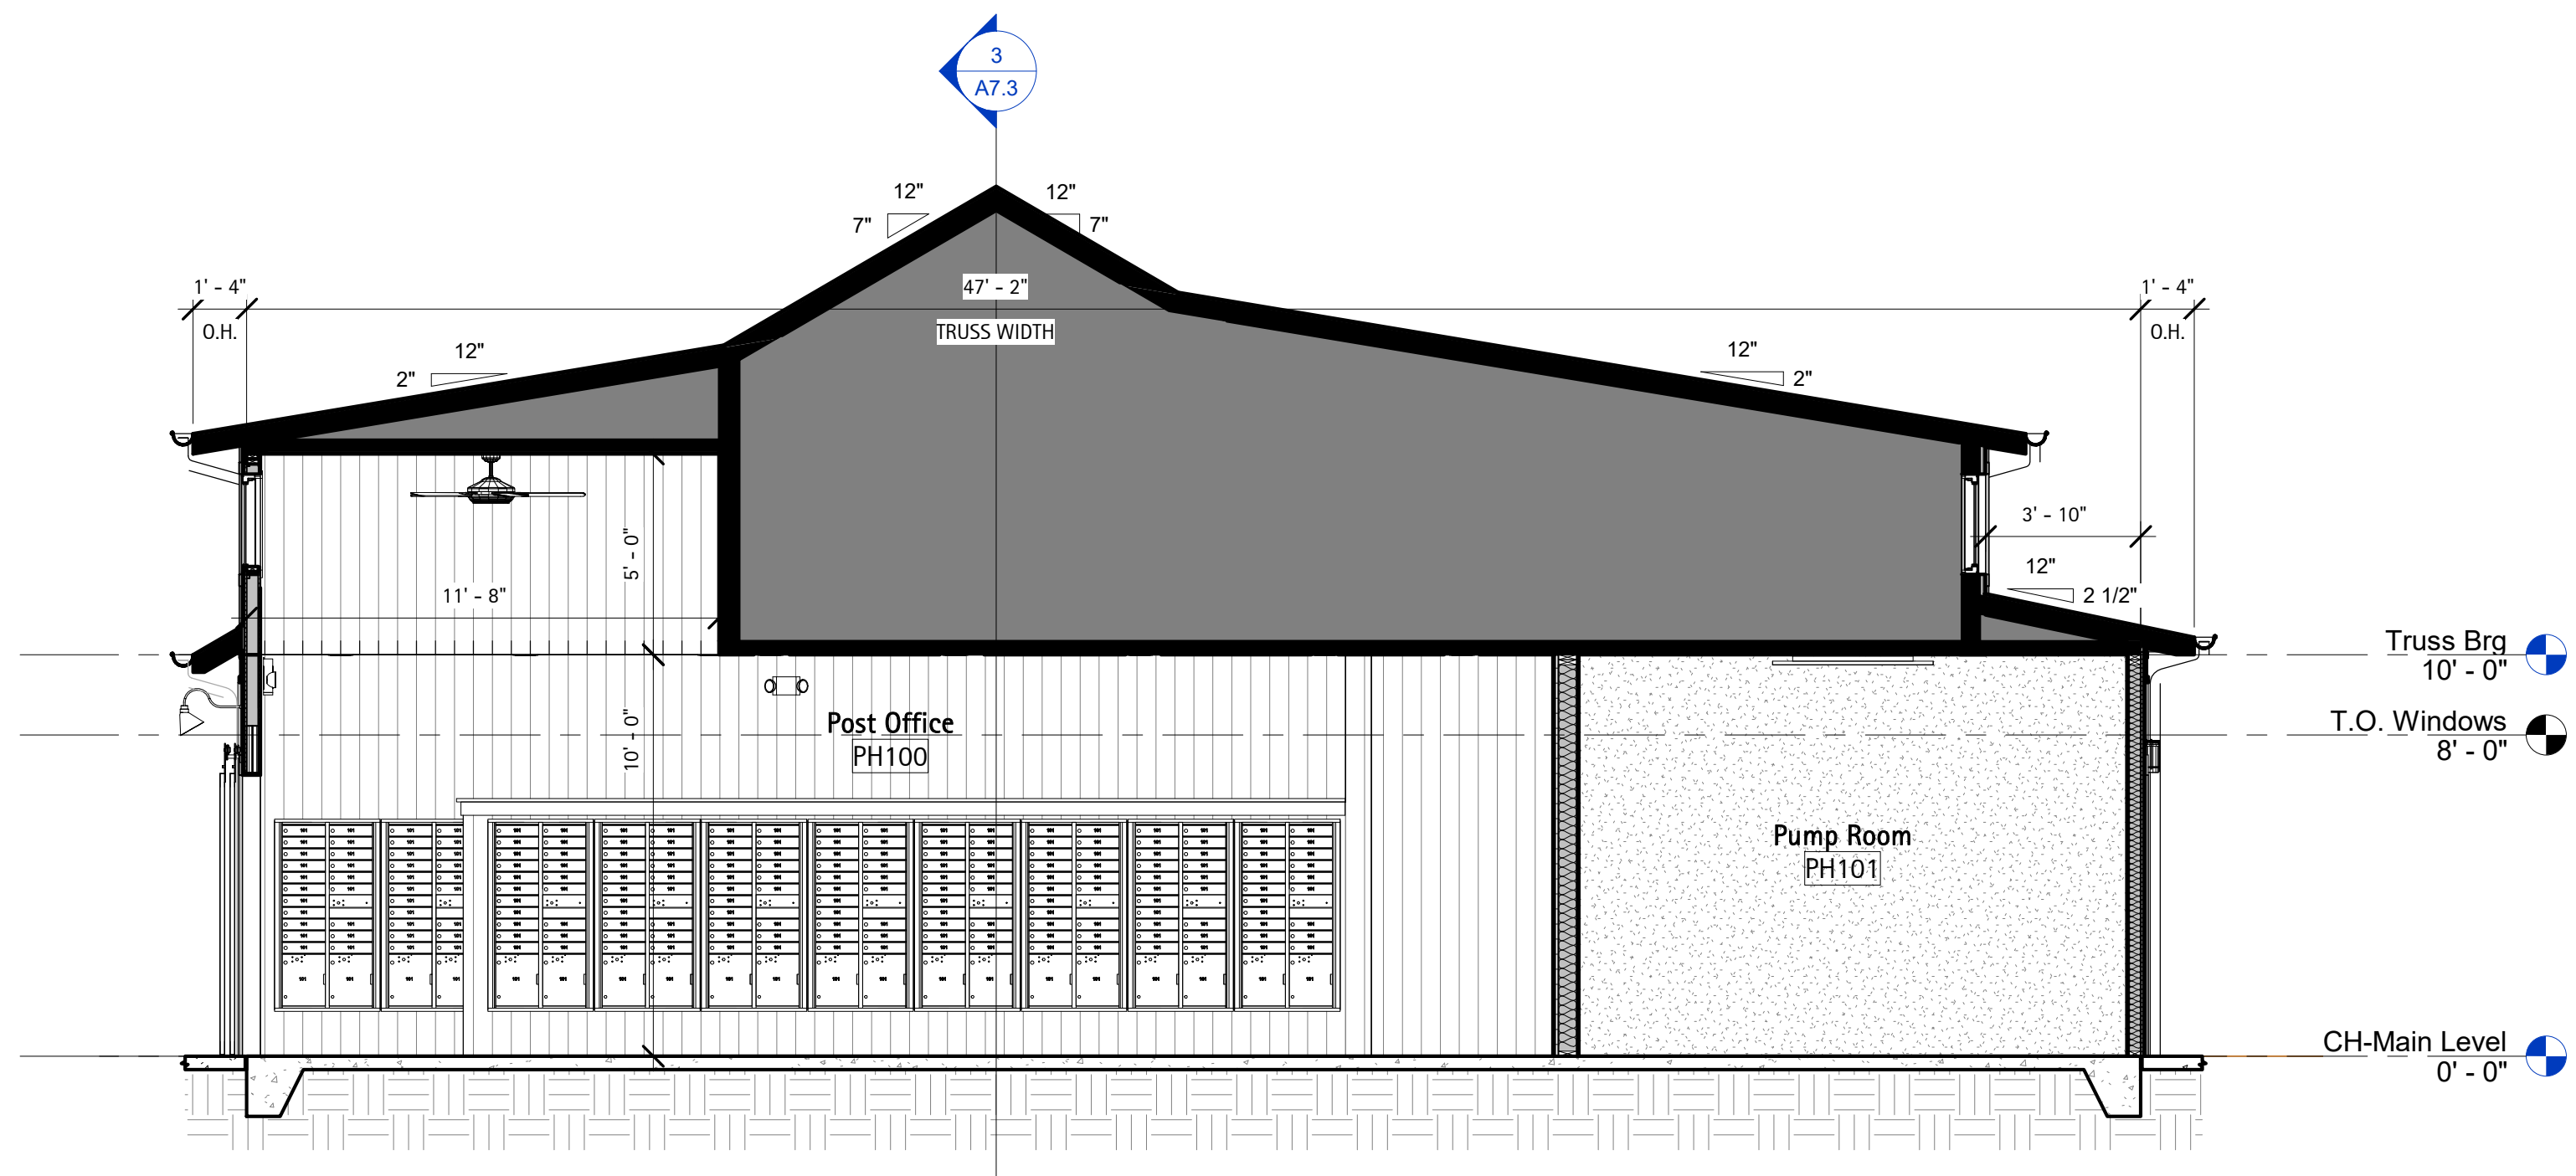 3
A7.3
12"
7"
12"
7"
1' - 4"
O.H.
47' - 2"
TRUSS WIDTH
1' - 4"
O.H.
12"
2"
12"
2"
3' - 10"
12"
2 1/2"
5' - 0"
11' - 8"
10' - 0"
Post Office
PH100
Pump Room
PH101
Truss Brg
10' - 0"
T.O. Windows
8' - 0"
CH-Main Level
0' - 0"